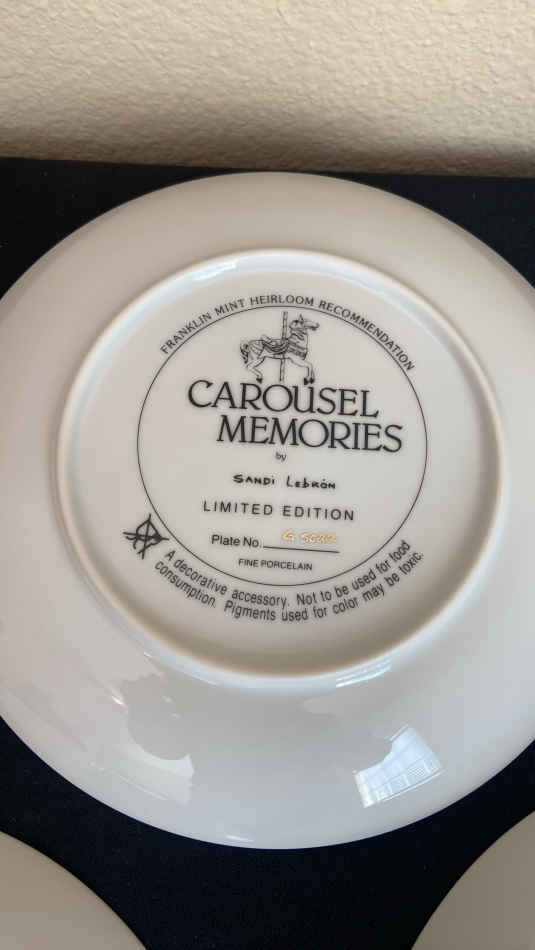 FRANKLIN MINT HEIRLOOM RECOMMENDATION
CAROUSEL
MEMORIES
by
SANDi LEbRóN
LIMITED EDITION
Plate No.
FINE PORCELAIN
A decorative accessory. Not to be used for food
consumption. Pigments used for color may be toxic.